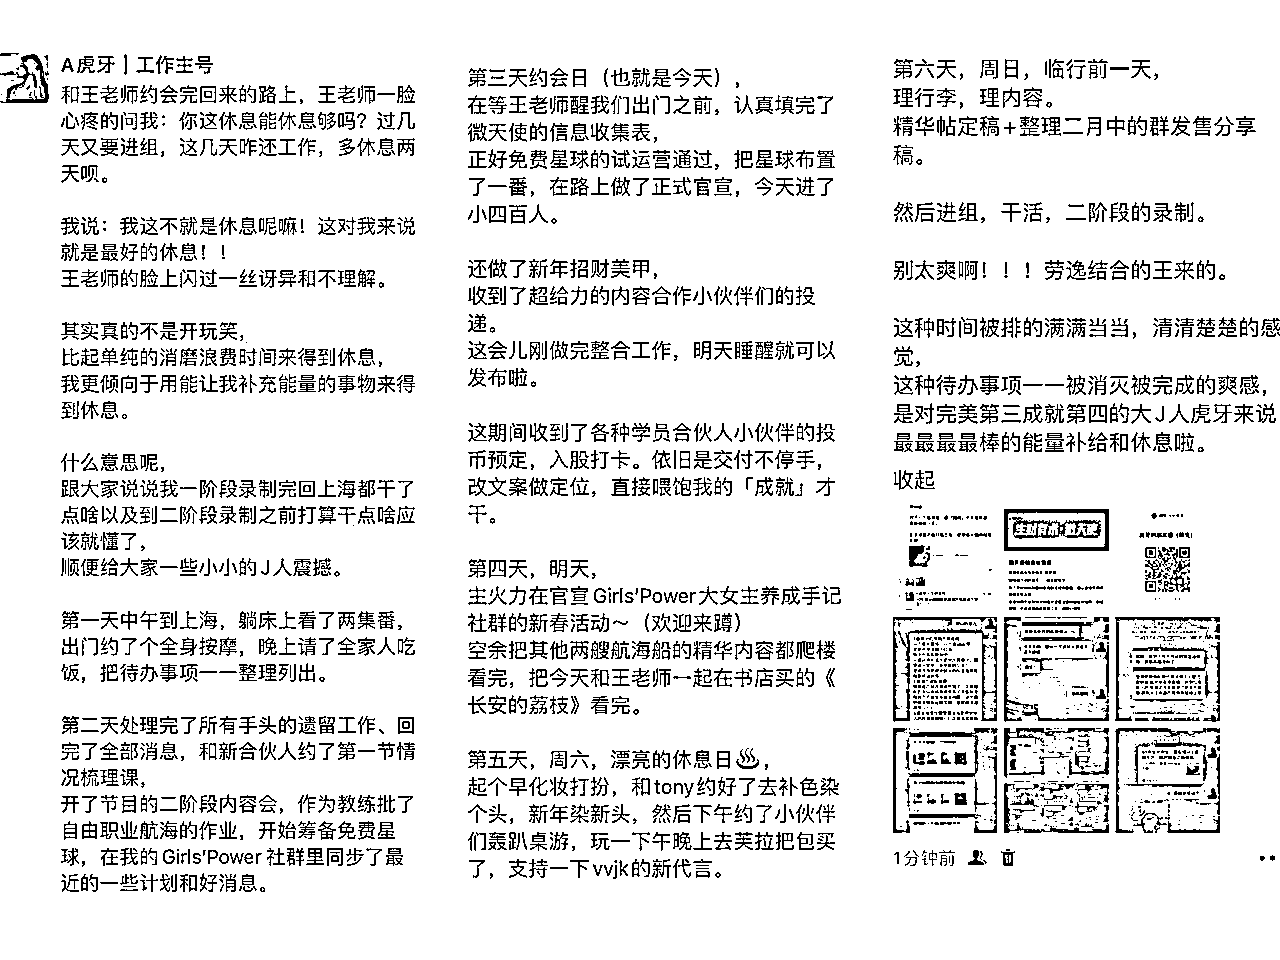 A虎牙｜工作主号
和王老师约会完回来的路上，王老师一脸
心疼的问我：你这休息能休息够吗？过几
天又要进组，这几天咋还工作，多休息两
天呗。
我说：我这不就是休息呢嘛！这对我来说
就是最好的休息！！
王老师的脸上闪过一丝讶异和不理解。
其实真的不是开玩笑，
比起单纯的消磨浪费时间来得到休息，
我更倾向于用能让我补充能量的事物来得
到休息。
什么意思呢，
跟大家说说我一阶段录制完回上海都干了
点啥以及到二阶段录制之前打算干点啥应
该就懂了，
顺便给大家一些小小的J人震撼。
第一天中午到上海，躺床上看了两集番，
出门约了个全身按摩，晚上请了全家人吃
饭，把待办事项一一整理列出。
第二天处理完了所有手头的遗留工作、回
完了全部消息，和新合伙人约了第一节情
况梳理课，
开了节目的二阶段内容会，作为教练批了
自由职业航海的作业，开始筹备免费星
球，在我的Girls'Power社群里同步了最
近的一些计划和好消息。
第三天约会日（也就是今天），
在等王老师醒我们出门之前，认真填完了
微天使的信息收集表，
正好免费星球的试运营通过，把星球布置
了一番，在路上做了正式官宣，今天进了
小四百人。
还做了新年招财美甲，
收到了超给力的内容合作小伙伴们的投
递。
这会儿刚做完整合工作，明天睡醒就可以
发布啦。
这期间收到了各种学员合伙人小伙伴的投
币预定，入股打卡。依旧是交付不停手，
改文案做定位，直接喂饱我的「成就」才
干。
第四天，明天，
主火力在官宣Girls'Power大女主养成手记
社群的新春活动～（欢迎来蹲）
空余把其他两艘航海船的精华内容都爬楼
看完，把今天和王老师一起在书店买的《
长安的荔枝》看完。
第五天，周六，漂亮的休息日♨，
起个早化妆打扮，和tony约好了去补色染
个头，新年染新头，然后下午约了小伙伴
们轰趴桌游，玩一下午晚上去芙拉把包买
了，支持一下vvjk的新代言。
第六天，周日，临行前一天，
理行李，理内容。
精华帖定稿+整理二月中的群发售分享
稿。
然后进组，干活，二阶段的录制。
别太爽啊！！！劳逸结合的王来的。
这种时间被排的满满当当，清清楚楚的感
觉，
这种待办事项一一被消灭被完成的爽感，
是对完美第三成就第四的大J人虎牙来说
最最最最棒的能量补给和休息啦。
收起
1分钟前